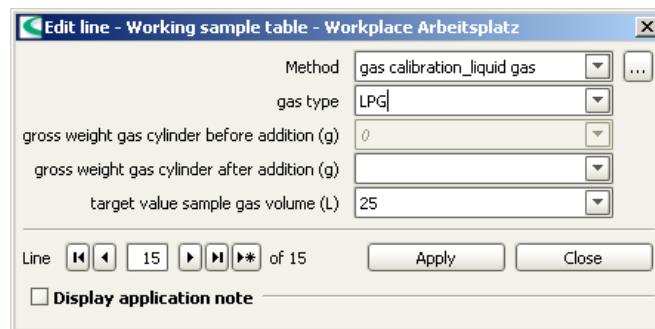 Edit line - Working sample table - Workplace Arbeitsplatz
Method gas calibration_liquid gas ...
gas type LPG
gross weight gas cylinder before addition (g) 0
gross weight gas cylinder after addition (g)
target value sample gas volume (L) 25
Line 15 of 15 Apply Close
Display application note